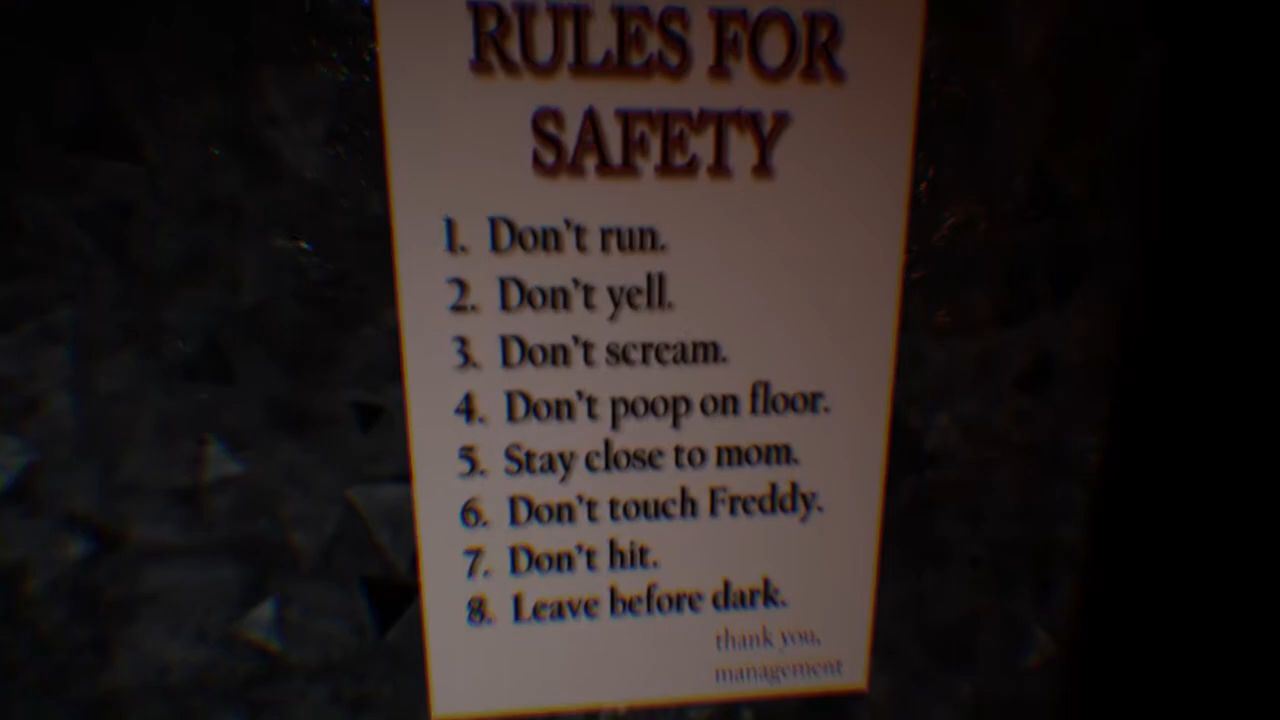 RULES FOR
SAFETY
1. Don't run.
2. Don't yell.
3. Don't scream.
4. Don't poop on floor.
5. Stay close to mom.
6. Don't touch Freddy.
7. Don't hit.
8. Leave before dark.
thank you,
management